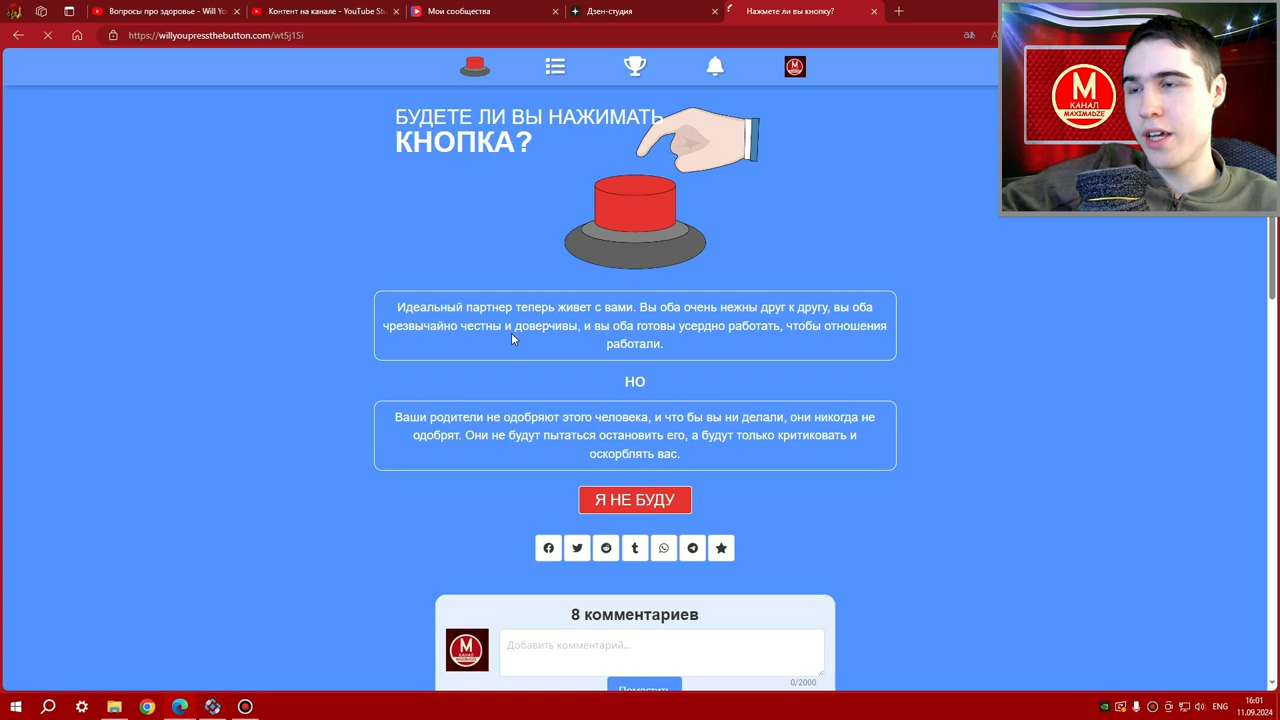 Вопросы про здоровье - Will Yo
Контент на канале - YouTube Stu
Мои сообщества
Дзен-студия
Нажмете ли вы кнопку?
https://willyoupressthebutton.com/wt5j1Si
М
КАНАЛ
MAXIMADZE
БУДЕТЕ ЛИ ВЫ НАЖИМАТЬ
КНОПКА?
Идеальный партнер теперь живет с вами. Вы оба очень нежны друг к другу, вы оба
чрезвычайно честны и доверчивы, и вы оба готовы усердно работать, чтобы отношения
работали.
НО
Ваши родители не одобряют этого человека, и что бы вы ни делали, они никогда не
одобрят. Они не будут пытаться остановить его, а будут только критиковать и
оскорблять вас.
Я НЕ БУДУ
8 комментариев
М
КАНАЛ
Добавить комментарий...
0/2000
Поместить
ENG
16:01
11.09.2024